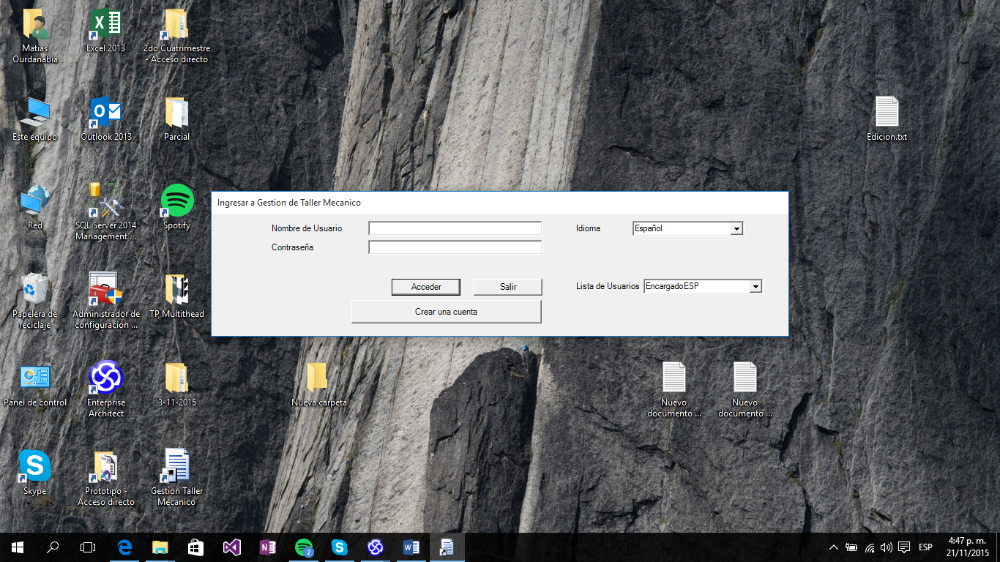 Matias
Ourdanabia
Excel 2013
2do Cuatrimestre
- Acceso directo
Este equipo
Outlook 2013
Parcial
Edicion.txt
Red
SQL Server 2014
Management ...
Spotify
Ingresar a Gestion de Taller Mecanico
Nombre de Usuario
Idioma
Español
Contraseña
Acceder
Salir
Lista de Usuarios
EncargadoESP
Crear una cuenta
Papelera de
reciclaje
Administrador de
configuración ...
TP Multithead
Panel de control
Enterprise
Architect
3-11-2015
Nueva carpeta
Nuevo
documento ...
Nuevo
documento ...
Skype
Prototipo -
Acceso directo
Gestion Taller
Mecanico
2
ESP
4:47 p. m.
21/11/2015